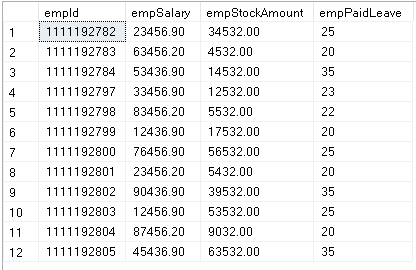 empId empSalary empStockAmount empPaidLeave
1 1111192782 23456.90 34532.00 25
2 1111192783 63456.20 4532.00 20
3 1111192784 53436.90 14532.00 35
4 1111192797 33456.90 12532.00 23
5 1111192798 83456.20 5532.00 22
6 1111192799 12436.90 17532.00 20
7 1111192800 76456.90 56532.00 25
8 1111192801 23456.20 5432.00 20
9 1111192802 90436.90 39532.00 35
10 1111192803 12456.90 53532.00 25
11 1111192804 87456.20 9032.00 20
12 1111192805 45436.90 63532.00 35